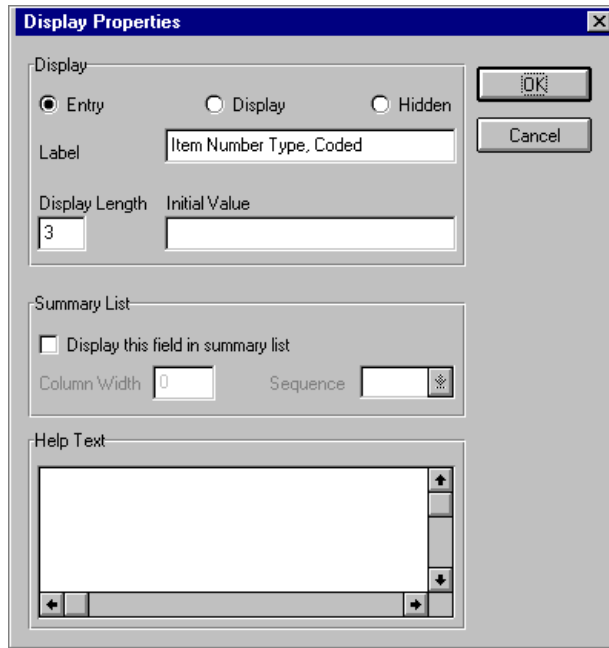 Display Properties
Display
OK
Entry Display Hidden
Cancel
Label Item Number Type, Coded
Display Length Initial Value
3
Summary List
Display this field in summary list
Column Width 0 Sequence
Help Text